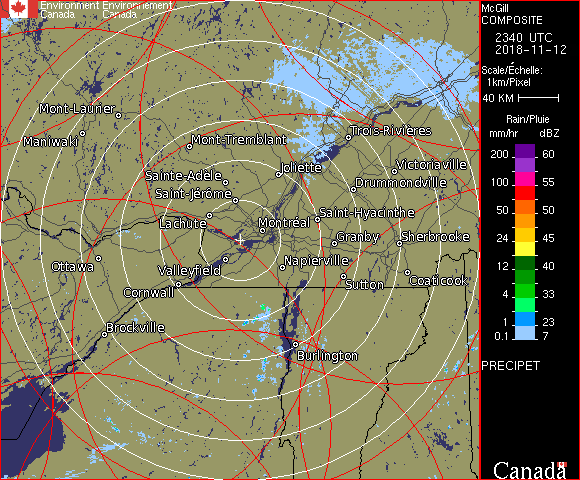 Environment Environnement
Canada Canada
McGill
COMPOSITE
2340 UTC
2018-11-12
Scale/Échelle:
1km/Pixel
40 KM
Rain/Pluie
mm/hr dBZ
200 60
100 55
50 50
24 45
12 40
4 33
1 23
0.1 7
PRECIPET
Canada
Mont-Laurier
Maniwaki
Mont-Tremblant
Trois-Rivières
Sainte-Adèle
Joliette
Victoriaville
Saint-Jérôme
Drummondville
Lachute
Montréal
Saint-Hyacinthe
Granby
Sherbrooke
Ottawa
Valleyfield
Napierville
Cornwall
Sutton
Coaticook
Brockville
Burlington